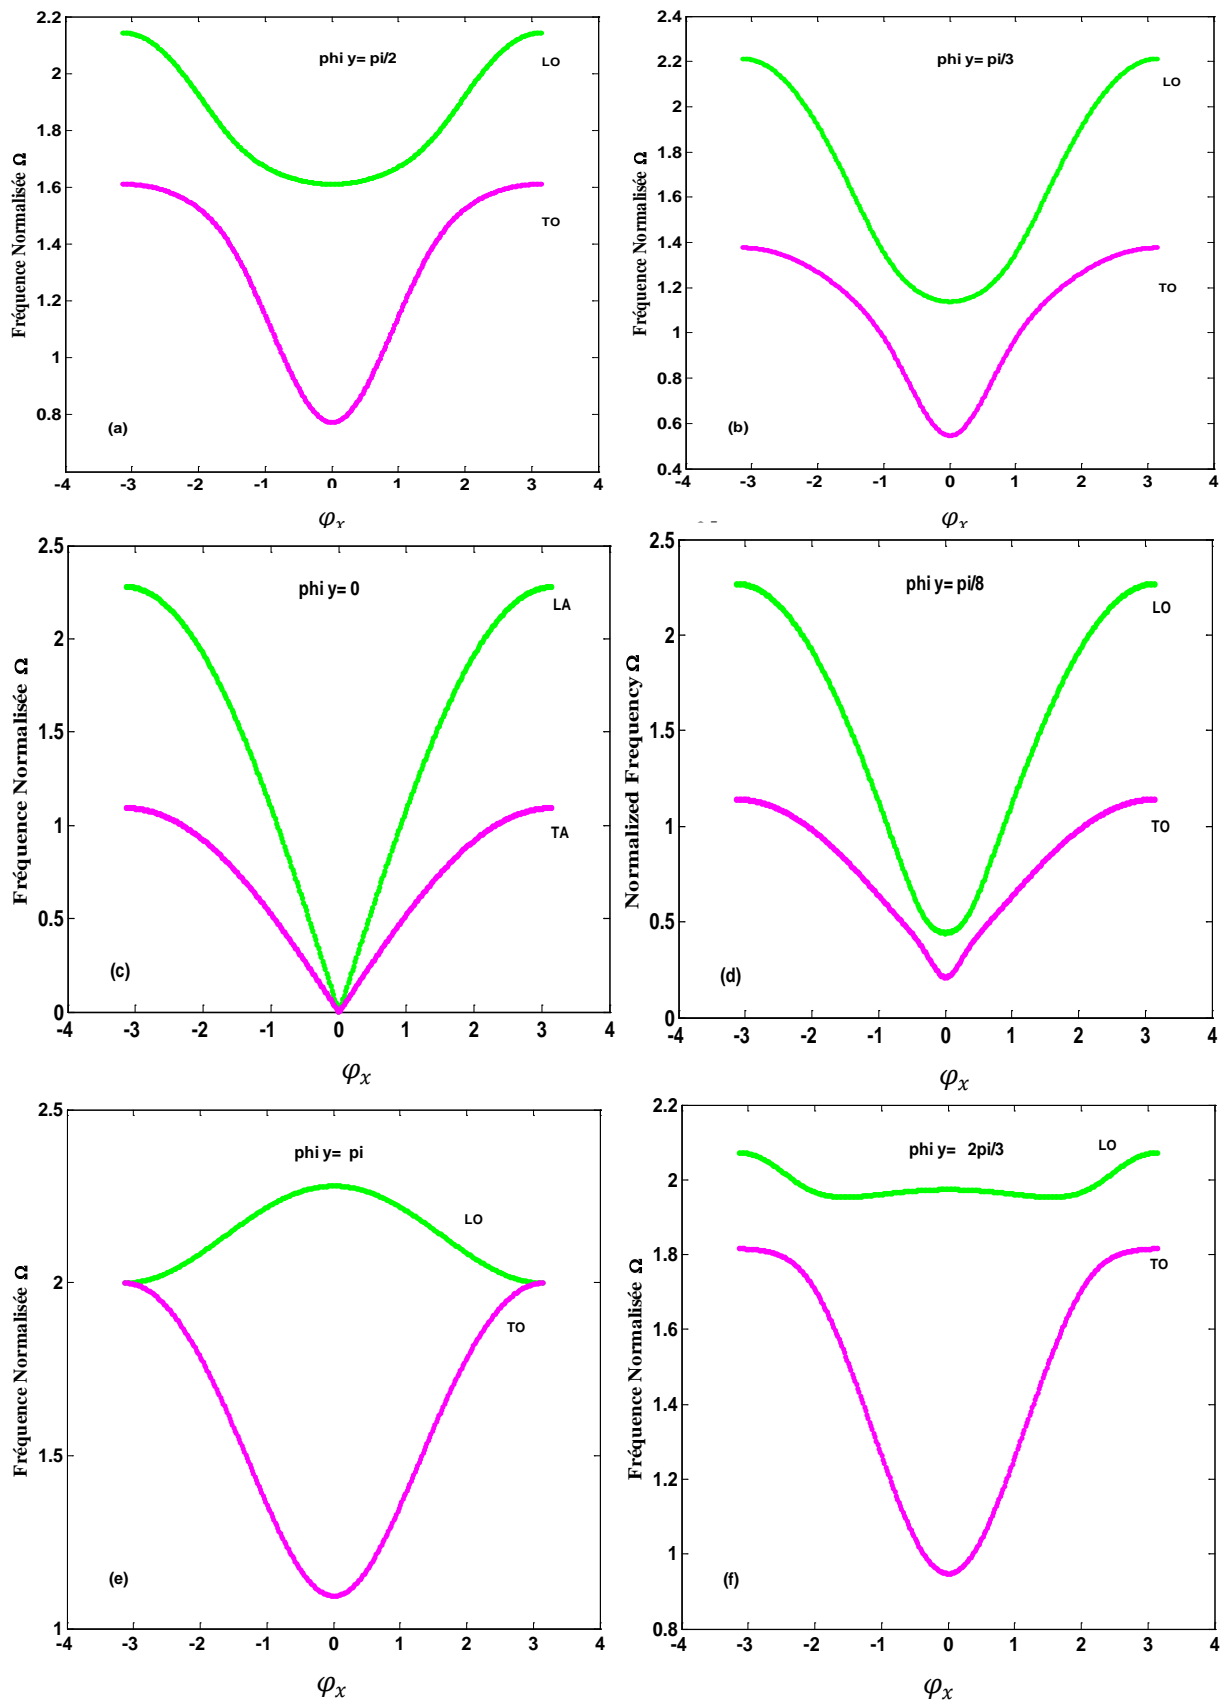 2.2
2
1.8
1.6
1.4
1.2
1
0.8
Fréquence Normalisée Ω
phi y= pi/2
LO
TO
(a)
-4 -3 -2 -1 0 1 2 3 4
φx
2.4
2.2
2
1.8
1.6
1.4
1.2
1
0.8
0.6
0.4
Fréquence Normalisée Ω
phi y= pi/3
LO
TO
(b)
-4 -3 -2 -1 0 1 2 3 4
φx
2.5
2
1.5
1
0.5
0
Fréquence Normalisée Ω
phi y= 0
LA
TA
(c)
-4 -3 -2 -1 0 1 2 3 4
φx
2.5
2
1.5
1
0.5
0
Normalized Frequency Ω
phi y= pi/8
LO
TO
(d)
-4 -3 -2 -1 0 1 2 3 4
φx
2.5
2
1.5
1
Fréquence Normalisée Ω
phi y= pi
LO
TO
(e)
-4 -3 -2 -1 0 1 2 3 4
φx
2.2
2
1.8
1.6
1.4
1.2
1
0.8
Fréquence Normalisée Ω
phi y= 2pi/3
LO
TO
(f)
-4 -3 -2 -1 0 1 2 3 4
φx